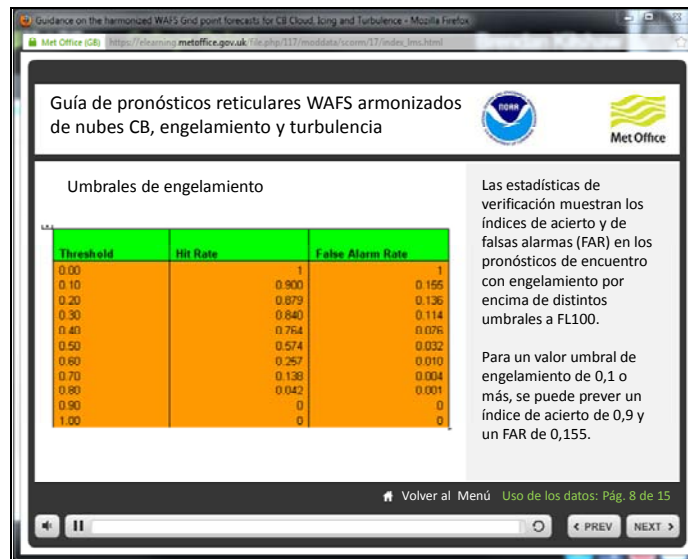 Guidance on the harmonized WAFS Grid point forecasts for CB Cloud, Icing and Turbulence - Mozilla Firefox
Met Office (GB) https://elearning.metoffice.gov.uk/file.php/117/moddata/scorm/17/index_lms.html
Guía de pronósticos reticulares WAFS armonizados
de nubes CB, engelamiento y turbulencia
NOAA
Met Office
Umbrales de engelamiento
Threshold Hit Rate False Alarm Rate
0.00 1 1
0.10 0.900 0.155
0.20 0.879 0.136
0.30 0.840 0.114
0.40 0.764 0.076
0.50 0.574 0.032
0.60 0.257 0.010
0.70 0.138 0.004
0.80 0.042 0.001
0.90 0 0
1.00 0 0
Las estadísticas de
verificación muestran los
índices de acierto y de
falsas alarmas (FAR) en los
pronósticos de encuentro
con engelamiento por
encima de distintos
umbrales a FL100.
Para un valor umbral de
engelamiento de 0,1 o
más, se puede prever un
índice de acierto de 0,9 y
un FAR de 0,155.
Volver al Menú Uso de los datos: Pág. 8 de 15
PREV NEXT